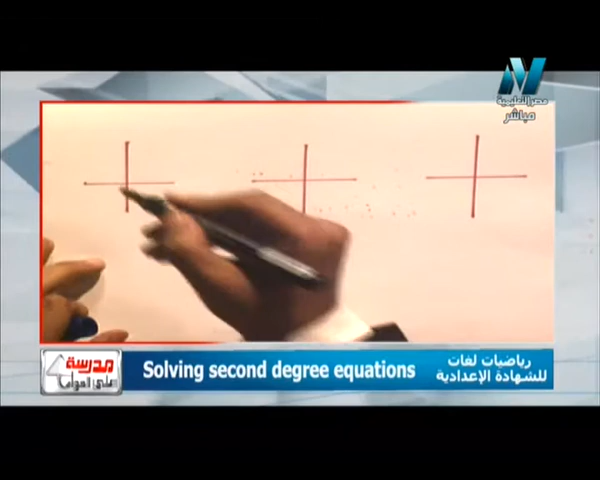 مصر التعليمية
مباشر
مدرسة
على الهواء
Solving second degree equations
رياضيات لغات
للشهادة الإعدادية